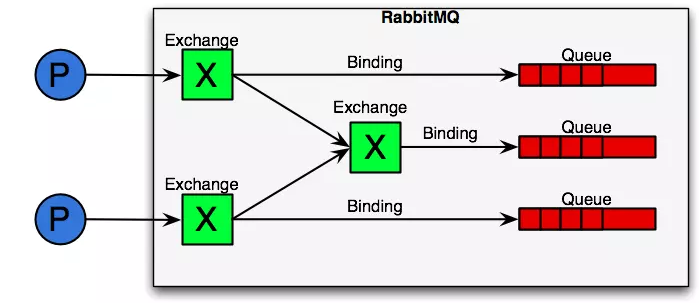 RabbitMQ
Exchange
P
X
Binding
Queue
Exchange
X
Binding
Queue
Exchange
P
X
Binding
Queue